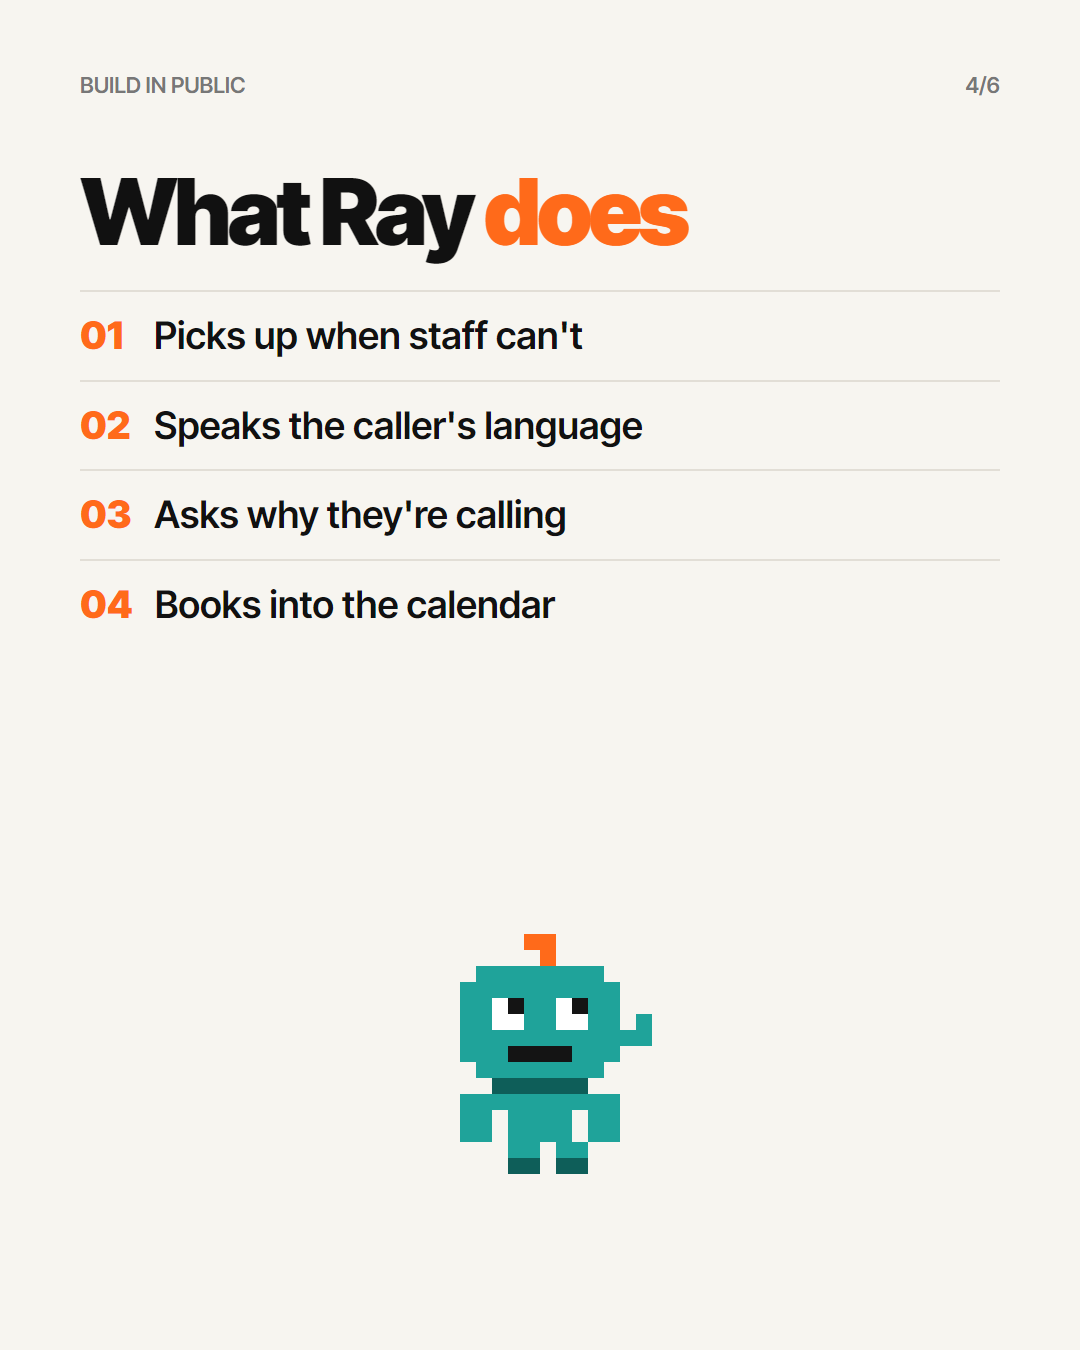 BUILD IN PUBLIC
4/6
What Ray does
01 Picks up when staff can't
02 Speaks the caller's language
03 Asks why they're calling
04 Books into the calendar